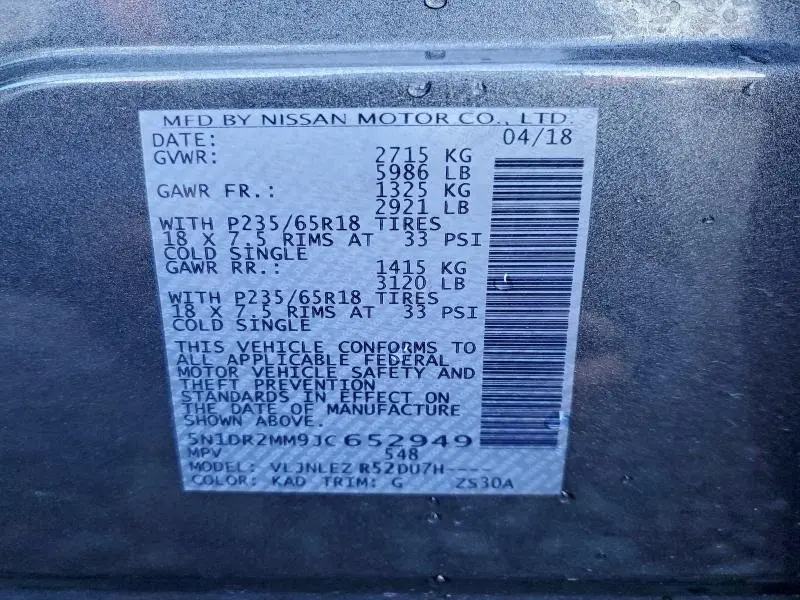 MFD BY NISSAN MOTOR CO., LTD.
DATE: 04/18
GVWR: 2715 KG
5986 LB
GAWR FR.: 1325 KG
2921 LB
WITH P235/65R18 TIRES
18 X 7.5 RIMS AT 33 PSI
COLD SINGLE
GAWR RR.: 1415 KG
3120 LB
WITH P235/65R18 TIRES
18 X 7.5 RIMS AT 33 PSI
COLD SINGLE
THIS VEHICLE CONFORMS TO
ALL APPLICABLE FEDERAL
MOTOR VEHICLE SAFETY AND
THEFT PREVENTION
STANDARDS IN EFFECT ON
THE DATE OF MANUFACTURE
SHOWN ABOVE.
5N1DR2MM9JC652949
MPV 548
MODEL: VLJNLEZ R52DU7H----
COLOR: KAD TRIM: G ZS30A